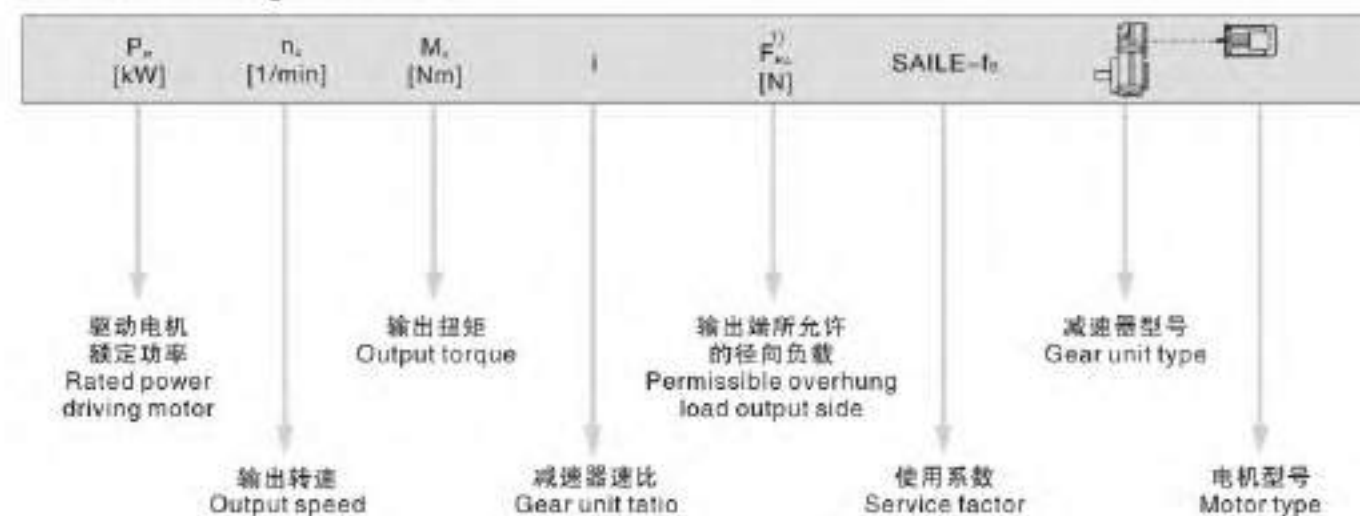 P n M i F 1) SAILE-f
[kW] [1/min] [Nm] [N]
驱动电机
额定功率
Rated power
driving motor
输出扭矩
Output torque
输出端所允许
的径向负载
Permissible overhung
load output side
减速器型号
Gear unit type
输出转速
Output speed
减速器速比
Gear unit tatio
使用系数
Service factor
电机型号
Motor type